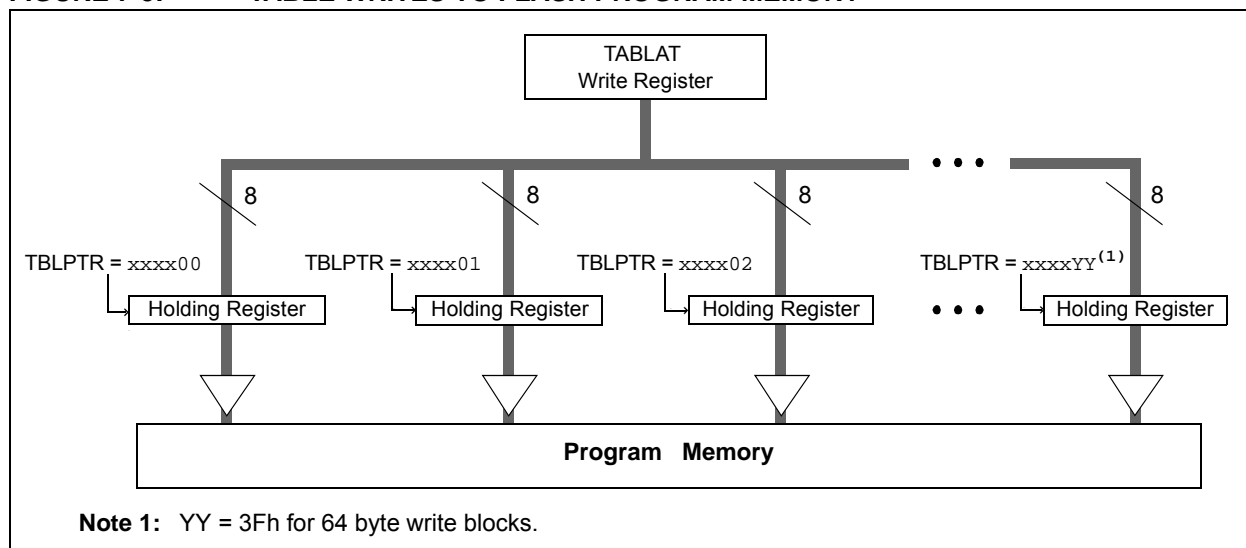 TABLAT
Write Register
8 8 8 8
TBLPTR = xxxx00 TBLPTR = xxxx01 TBLPTR = xxxx02 TBLPTR = xxxxYY(1)
Holding Register Holding Register Holding Register Holding Register
Program Memory
Note 1: YY = 3Fh for 64 byte write blocks.